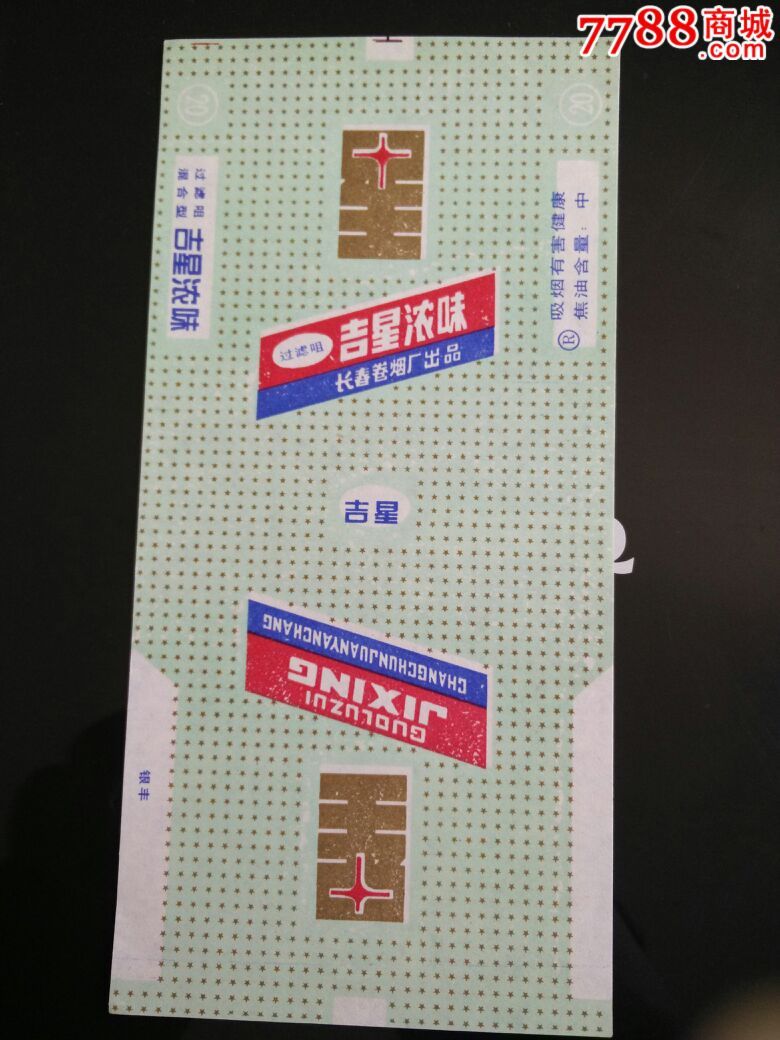 7788商城
.com
20
20
过滤咀
混合型
吉星浓味
吸烟有害健康
焦油含量：中
®
过滤咀
吉星浓味
长春卷烟厂出品
吉星
CHANGCHUNJUANYANCHANG
JIXING
GUOLUZUI
银丰